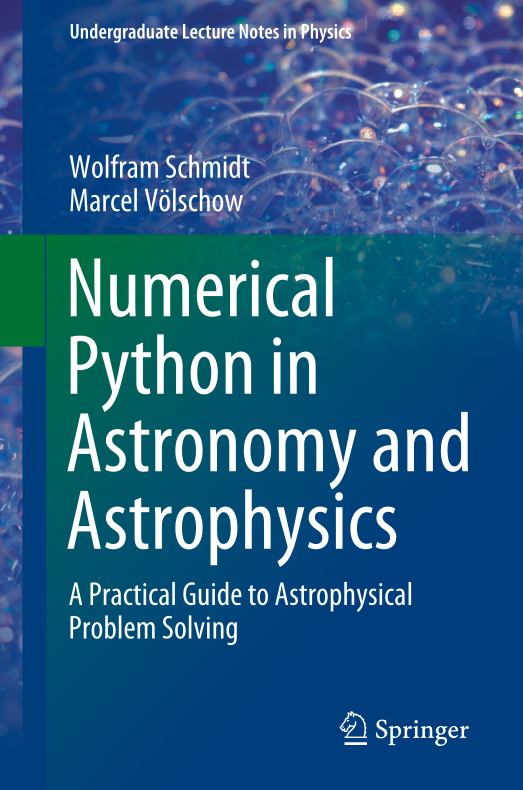 Undergraduate Lecture Notes in Physics
Wolfram Schmidt
Marcel Völschow
Numerical
Python in
Astronomy and
Astrophysics
A Practical Guide to Astrophysical
Problem Solving
Springer